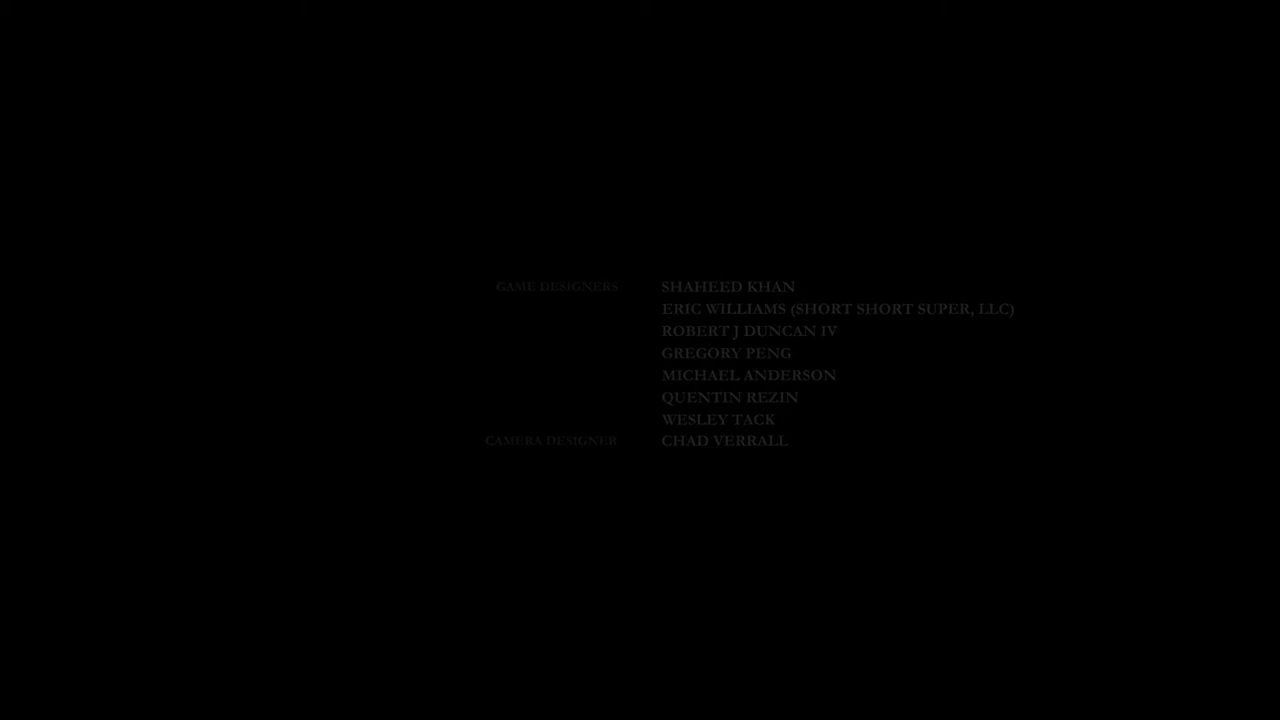 GAME DESIGNERS SHAHEED KHAN
ERIC WILLIAMS (SHORT SHORT SUPER, LLC)
ROBERT J DUNCAN IV
GREGORY PENG
MICHAEL ANDERSON
QUENTIN REZIN
WESLEY TACK
CAMERA DESIGNER CHAD VERRALL